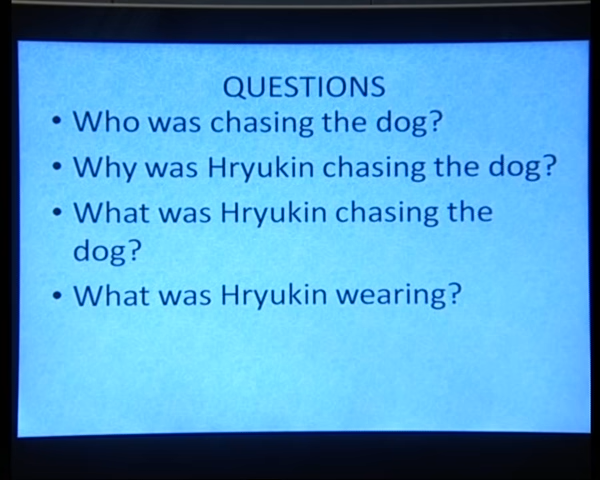 QUESTIONS
• Who was chasing the dog?
• Why was Hryukin chasing the dog?
• What was Hryukin chasing the
dog?
• What was Hryukin wearing?